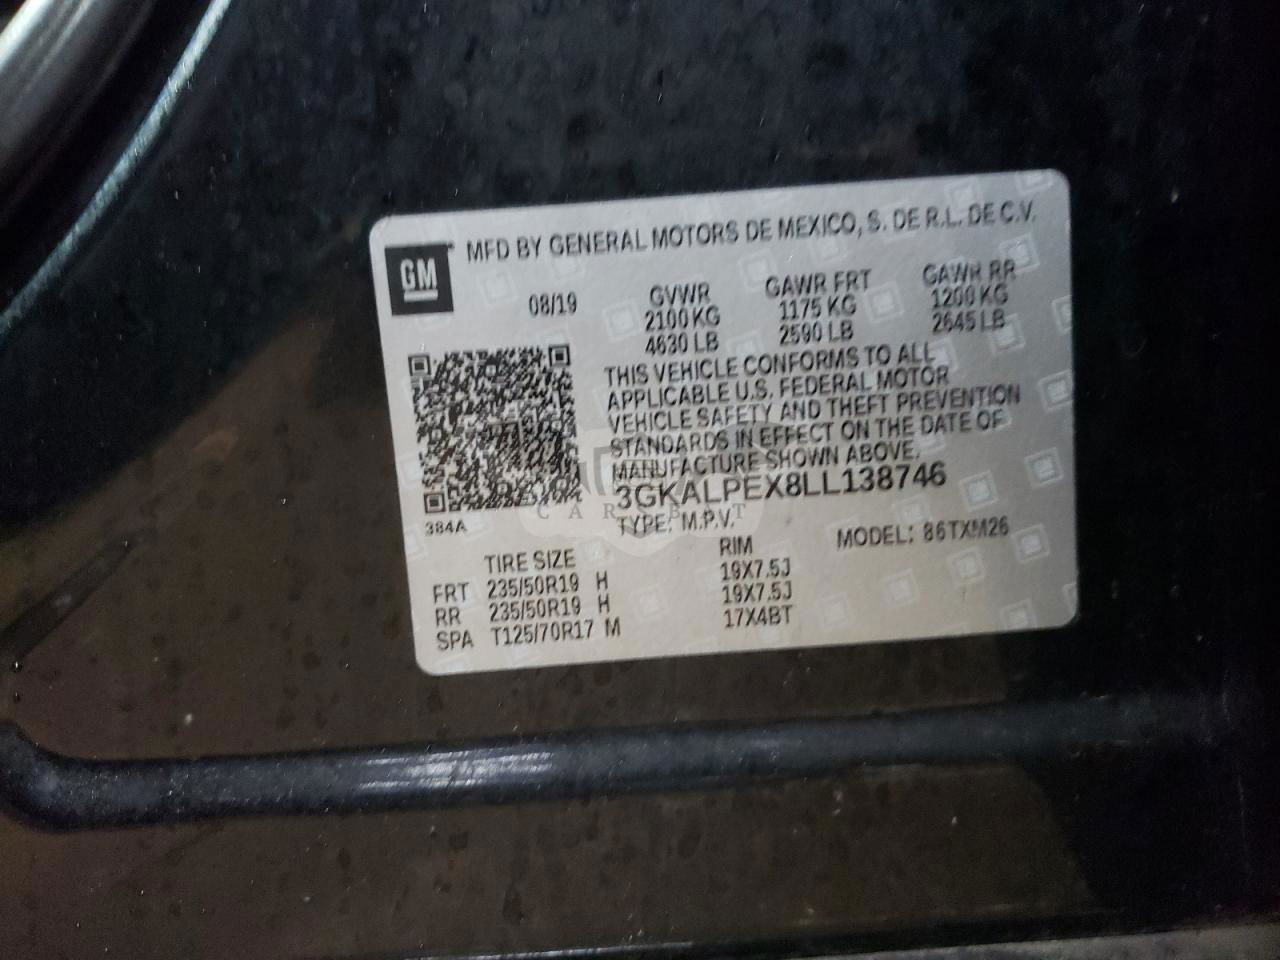 GM
MFD BY GENERAL MOTORS DE MEXICO, S. DE R.L. DE C.V.
08/19 GVWR GAWR FRT GAWR RR
2100 KG 1175 KG 1200 KG
4630 LB 2590 LB 2645 LB
THIS VEHICLE CONFORMS TO ALL
APPLICABLE U.S. FEDERAL MOTOR
VEHICLE SAFETY AND THEFT PREVENTION
STANDARDS IN EFFECT ON THE DATE OF
MANUFACTURE SHOWN ABOVE.
3GKALPEX8LL138746
384A TYPE: M.P.V. MODEL: 86TXM26
TIRE SIZE RIM
FRT 235/50R19 H 19X7.5J
RR 235/50R19 H 19X7.5J
SPA T125/70R17 M 17X4BT